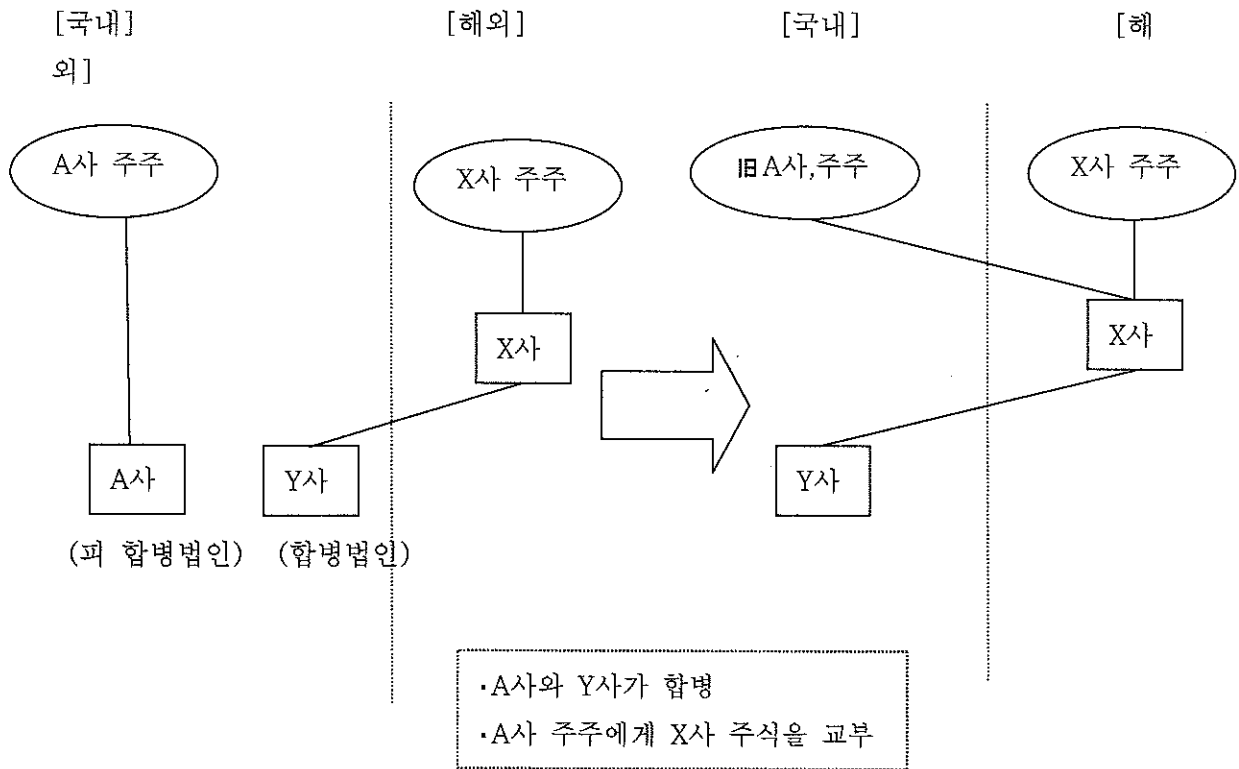 [국내] [해외] [국내] [해
외]
A사 주주 X사 주주 旧A사,주주 X사 주주
X사 X사
A사 Y사 Y사
(피 합병법인) (합병법인)
▪A사와 Y사가 합병
▪A사 주주에게 X사 주식을 교부